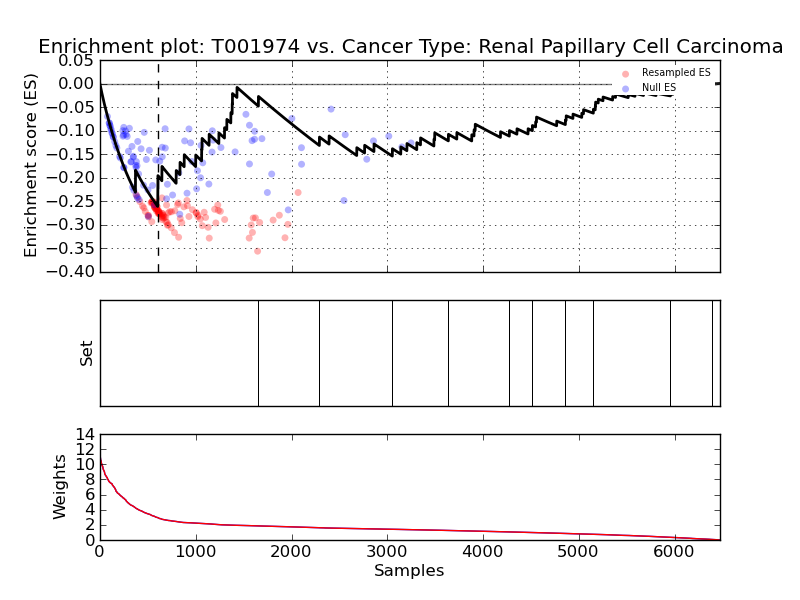 Enrichment plot: T001974 vs. Cancer Type: Renal Papillary Cell Carcinoma
Enrichment score (ES)
0.05
0.00
−0.05
−0.10
−0.15
−0.20
−0.25
−0.30
−0.35
−0.40
Resampled ES
Null ES
Set
Weights
14
12
10
8
6
4
2
0
0 1000 2000 3000 4000 5000 6000
Samples